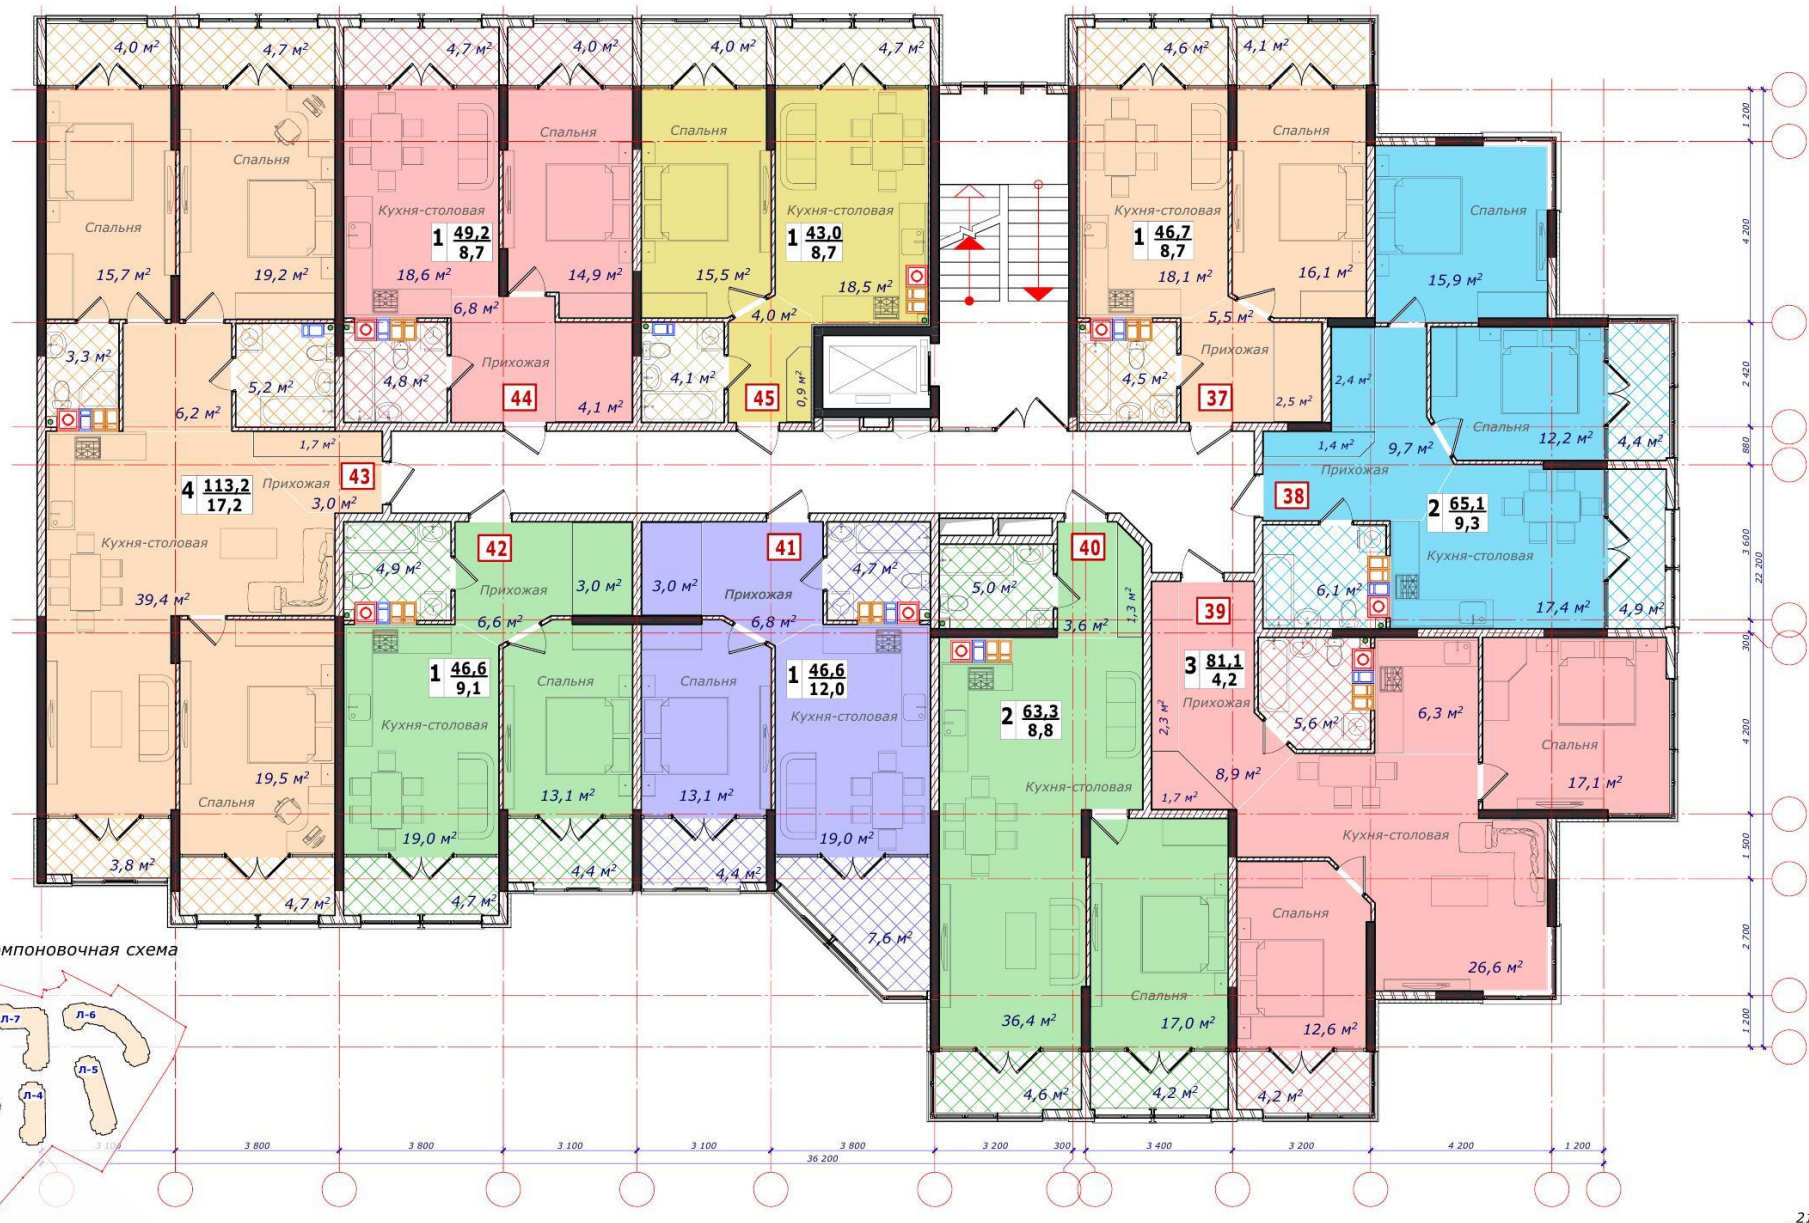 4,0 м²
4,7 м²
4,7 м²
4,0 м²
4,0 м²
4,7 м²
4,6 м²
4,1 м²
1 200
Спальня
Спальня
Спальня
Спальня
Спальня
Спальня
Кухня-столовая
Кухня-столовая
Кухня-столовая
Спальня
4 200
1 49,2
8,7
1 43,0
8,7
1 46,7
8,7
15,7 м²
19,2 м²
18,6 м²
14,9 м²
15,5 м²
18,5 м²
18,1 м²
16,1 м²
15,9 м²
6,8 м²
4,0 м²
5,5 м²
3,3 м²
5,2 м²
Прихожая
4,8 м²
4,1 м²
Прихожая
4,5 м²
2,4 м²
2 420
6,2 м²
44
4,1 м²
45
0,9 м²
37
2,5 м²
Спальня
12,2 м²
4,4 м²
1,7 м²
1,4 м²
9,7 м²
880
43
Прихожая
Прихожая
4 113,2
17,2
3,0 м²
38
2 65,1
9,3
Кухня-столовая
42
41
40
Кухня-столовая
3 600
22 200
4,9 м²
3,0 м²
3,0 м²
4,7 м²
5,0 м²
6,1 м²
Прихожая
Прихожая
39,4 м²
6,6 м²
6,8 м²
3,6 м²
1,3 м²
39
17,4 м²
4,9 м²
300
1 46,6
9,1
Спальня
Спальня
1 46,6
12,0
3 81,1
4,2
Прихожая
Кухня-столовая
Кухня-столовая
2 63,3
8,8
2,3 м²
5,6 м²
6,3 м²
4 200
Спальня
19,5 м²
Спальня
13,1 м²
13,1 м²
Кухня-столовая
8,9 м²
1,7 м²
17,1 м²
19,0 м²
19,0 м²
Кухня-столовая
1 500
3,8 м²
4,4 м²
4,4 м²
4,7 м²
4,7 м²
Спальня
7,6 м²
2 700
мпоновочная схема
26,6 м²
Спальня
Л-7
Л-6
36,4 м²
17,0 м²
12,6 м²
1 200
Л-5
Л-4
4,6 м²
4,2 м²
4,2 м²
3 100
3 800
3 800
3 100
3 100
3 800
3 200
300
3 400
3 200
4 200
1 200
36 200